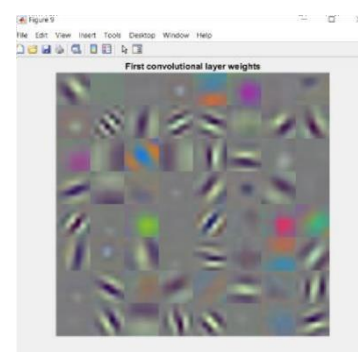 Figure 9
File Edit View Insert Tools Desktop Window Help
First convolutional layer weights